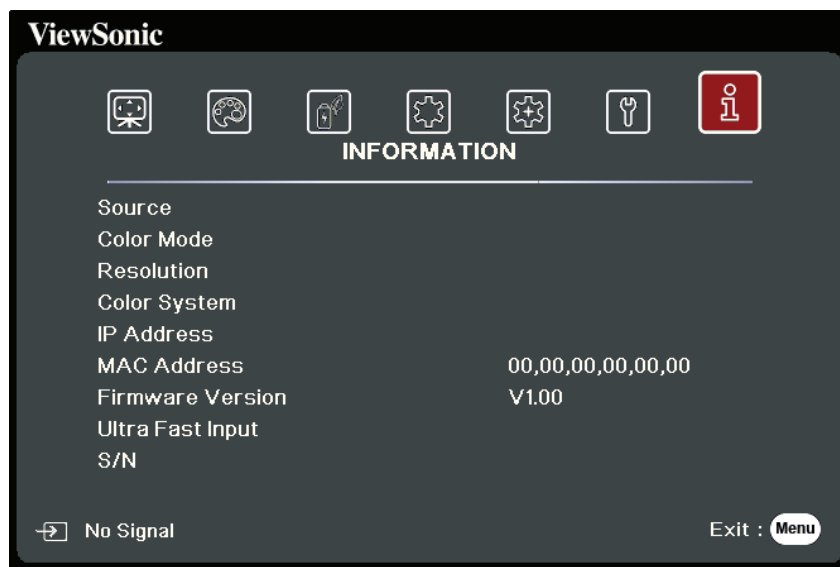 ViewSonic
INFORMATION
Source
Color Mode
Resolution
Color System
IP Address
MAC Address 00,00,00,00,00,00
Firmware Version V1.00
Ultra Fast Input
S/N
No Signal Exit : Menu